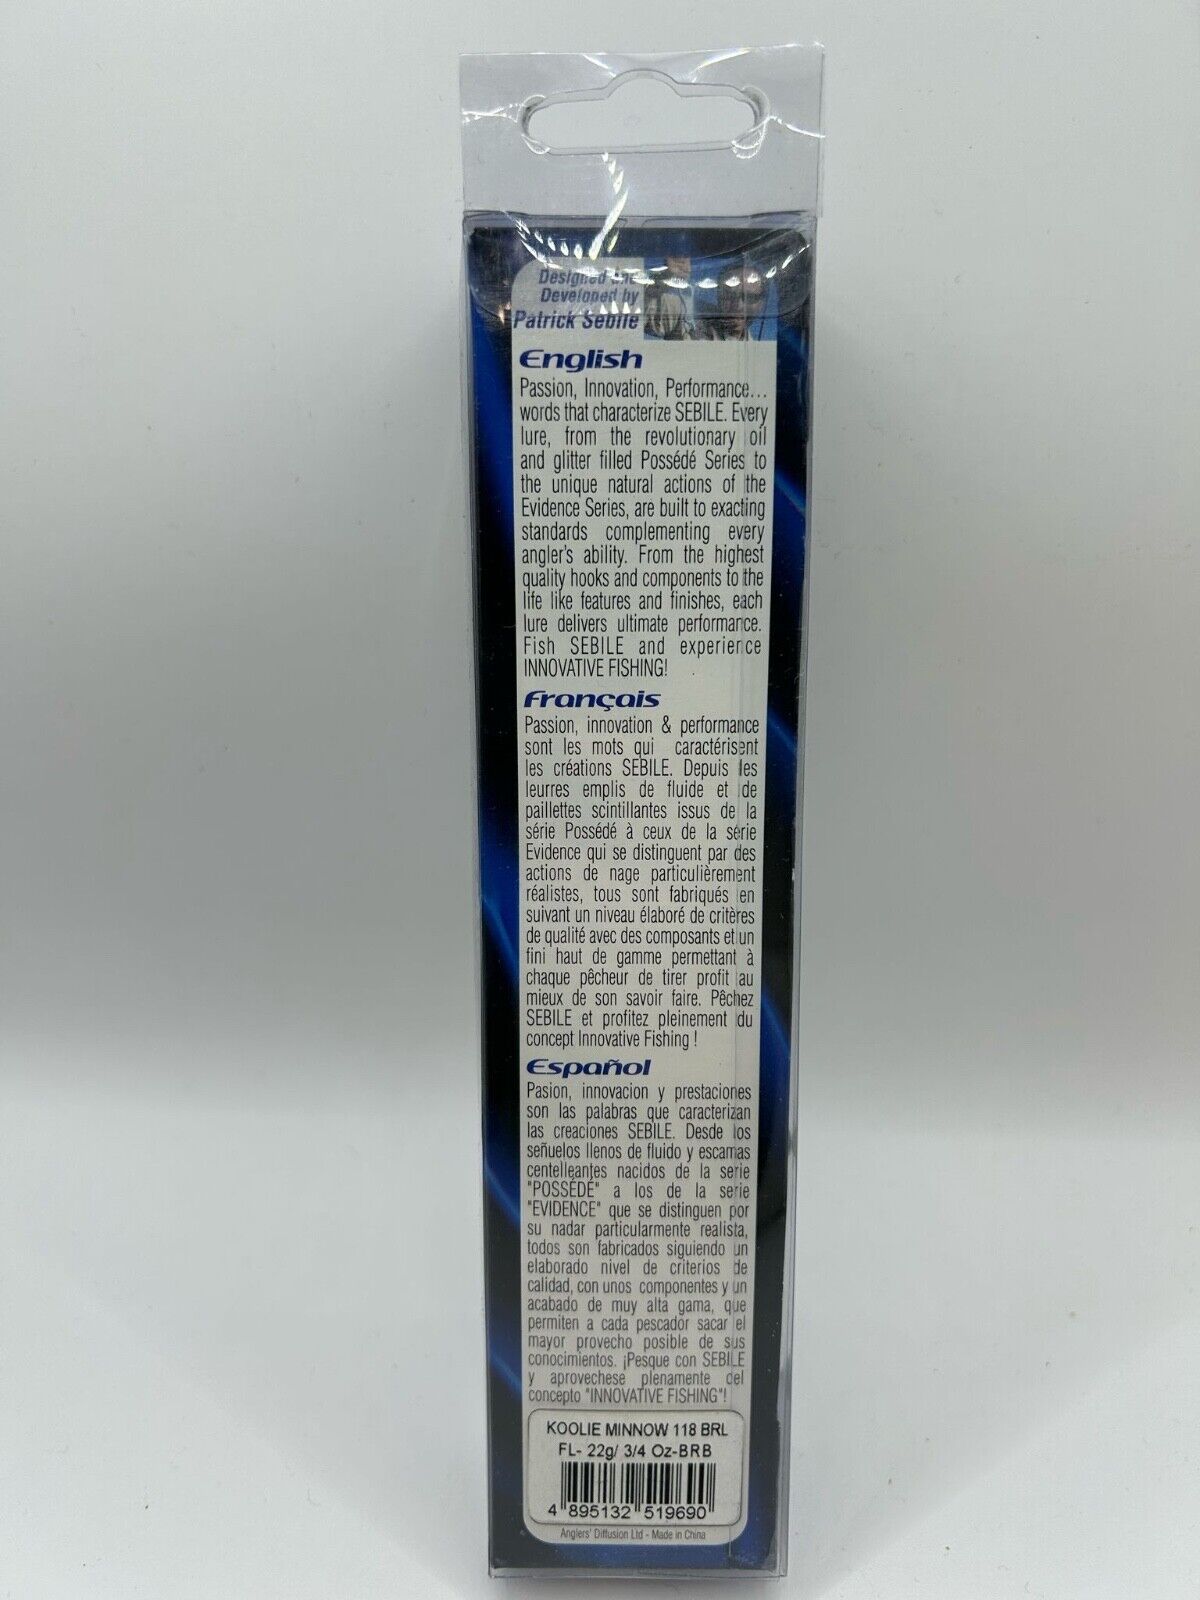 Designed and
Developed by
Patrick Sebile
English
Passion, Innovation, Performance...
words that characterize SEBILE. Every
lure, from the revolutionary oil
and glitter filled Possédé Series to
the unique natural actions of the
Evidence Series, are built to exacting
standards complementing every
angler's ability. From the highest
quality hooks and components to the
life like features and finishes, each
lure delivers ultimate performance.
Fish SEBILE and experience
INNOVATIVE FISHING!
Français
Passion, innovation & performance
sont les mots qui caractérisent
les créations SEBILE. Depuis les
leurres emplis de fluide et de
paillettes scintillantes issus de la
série Possédé à ceux de la série
Evidence qui se distinguent par des
actions de nage particulièrement
réalistes, tous sont fabriqués en
suivant un niveau élaboré de critères
de qualité avec des composants et un
fini haut de gamme permettant à
chaque pêcheur de tirer profit au
mieux de son savoir faire. Pêchez
SEBILE et profitez pleinement du
concept Innovative Fishing !
Español
Pasion, innovacion y prestaciones
son las palabras que caracterizan
las creaciones SEBILE. Desde los
señuelos llenos de fluido y escamas
centelleantes nacidos de la serie
"POSSÉDÉ" a los de la serie
"EVIDENCE" que se distinguen por
su nadar particularmente realista,
todos son fabricados siguiendo un
elaborado nivel de criterios de
calidad, con unos componentes y un
acabado de muy alta gama, que
permiten a cada pescador sacar el
mayor provecho posible de sus
conocimientos. ¡Pesque con SEBILE
y aprovechese plenamente del
concepto "INNOVATIVE FISHING"!
KOOLIE MINNOW 118 BRL
FL- 22g/ 3/4 Oz-BRB
4 895132 519690
Anglers' Diffusion Ltd - Made in China